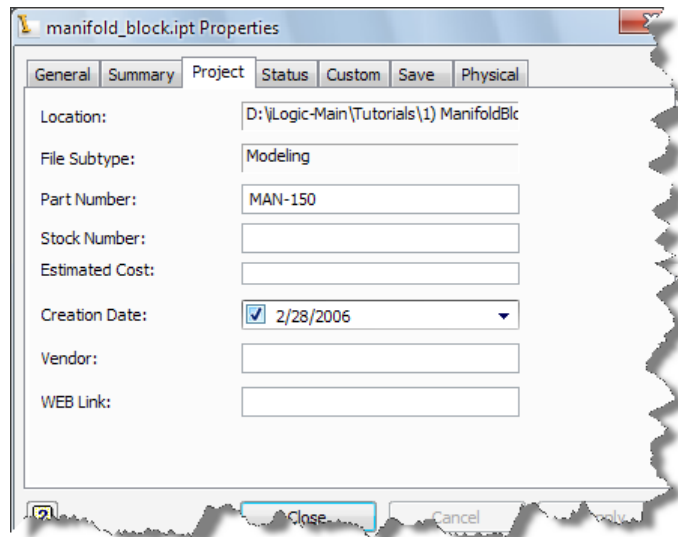 manifold_block.ipt Properties
General Summary Project Status Custom Save Physical
Location: D:\iLogic-Main\Tutorials\1) ManifoldBlo
File Subtype: Modeling
Part Number: MAN-150
Stock Number:
Estimated Cost:
Creation Date: 2/28/2006
Vendor:
WEB Link:
? Close Cancel